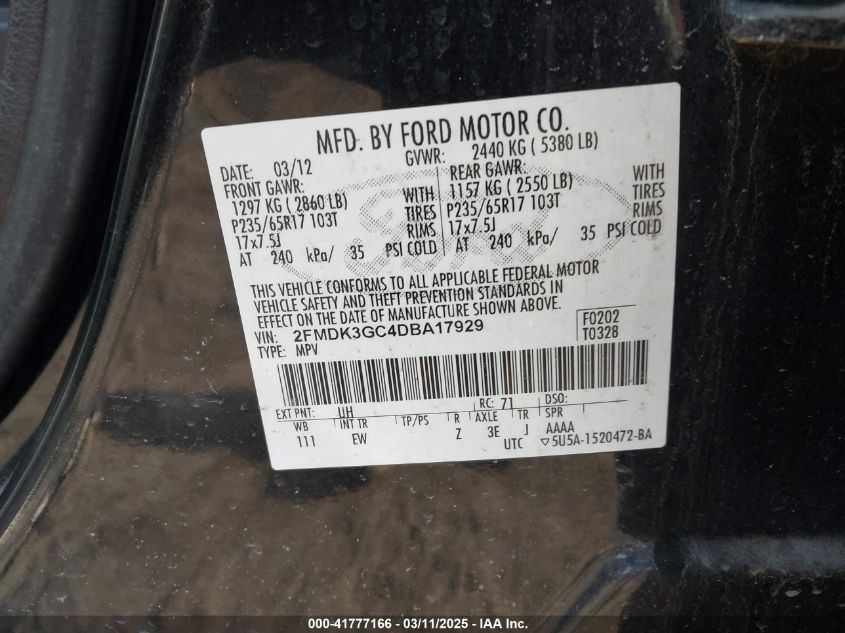 MFD. BY FORD MOTOR CO.
DATE: 03/12 GVWR: 2440 KG ( 5380 LB)
FRONT GAWR: REAR GAWR:
1297 KG ( 2860 LB) WITH 1157 KG ( 2550 LB) WITH
P235/65R17 103T TIRES P235/65R17 103T TIRES
17x7.5J RIMS 17x7.5J RIMS
AT 240 kPa/ 35 PSI COLD AT 240 kPa/ 35 PSI COLD
THIS VEHICLE CONFORMS TO ALL APPLICABLE FEDERAL MOTOR
VEHICLE SAFETY AND THEFT PREVENTION STANDARDS IN
EFFECT ON THE DATE OF MANUFACTURE SHOWN ABOVE.
VIN: 2FMDK3GC4DBA17929 F0202
TYPE: MPV T0328
EXT PNT: UH RC: 71 DSO:
WB INT TR TP/PS R AXLE TR SPR
111 EW Z 3E J AAAA
UTC ▽5U5A-1520472-BA
000-41777166 - 03/11/2025 - IAA Inc.